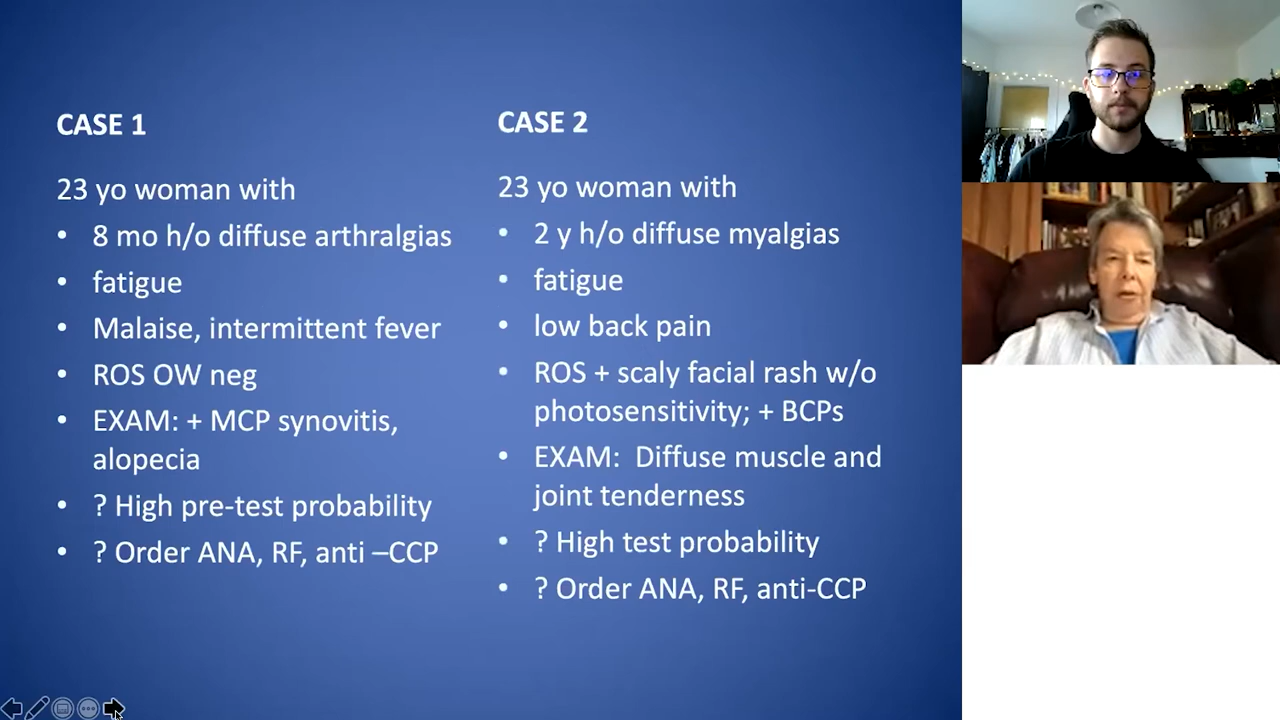 CASE 1
23 yo woman with
• 8 mo h/o diffuse arthralgias
• fatigue
• Malaise, intermittent fever
• ROS OW neg
• EXAM: + MCP synovitis,
alopecia
• ? High pre-test probability
• ? Order ANA, RF, anti –CCP
CASE 2
23 yo woman with
• 2 y h/o diffuse myalgias
• fatigue
• low back pain
• ROS + scaly facial rash w/o
photosensitivity; + BCPs
• EXAM:  Diffuse muscle and
joint tenderness
• ? High test probability
• ? Order ANA, RF, anti-CCP